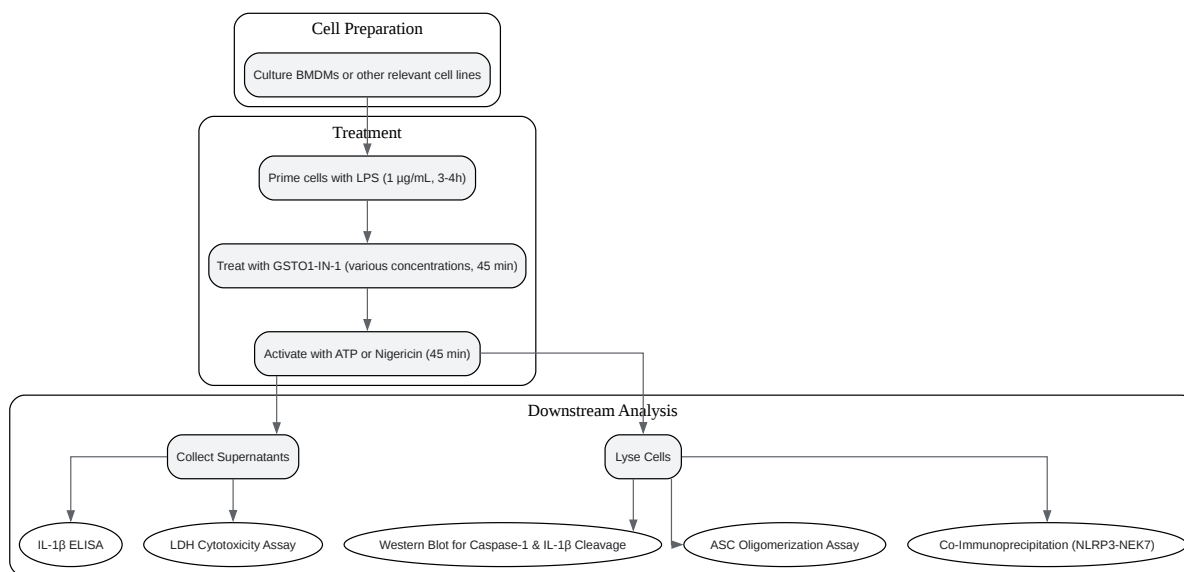 Cell Preparation
Culture BMDMs or other relevant cell lines
Treatment
Prime cells with LPS (1 µg/mL, 3-4h)
Treat with GSTO1-IN-1 (various concentrations, 45 min)
Activate with ATP or Nigericin (45 min)
Downstream Analysis
Collect Supernatants
Lyse Cells
IL-1β ELISA
LDH Cytotoxicity Assay
Western Blot for Caspase-1 & IL-1β Cleavage
ASC Oligomerization Assay
Co-Immunoprecipitation (NLRP3-NEK7)